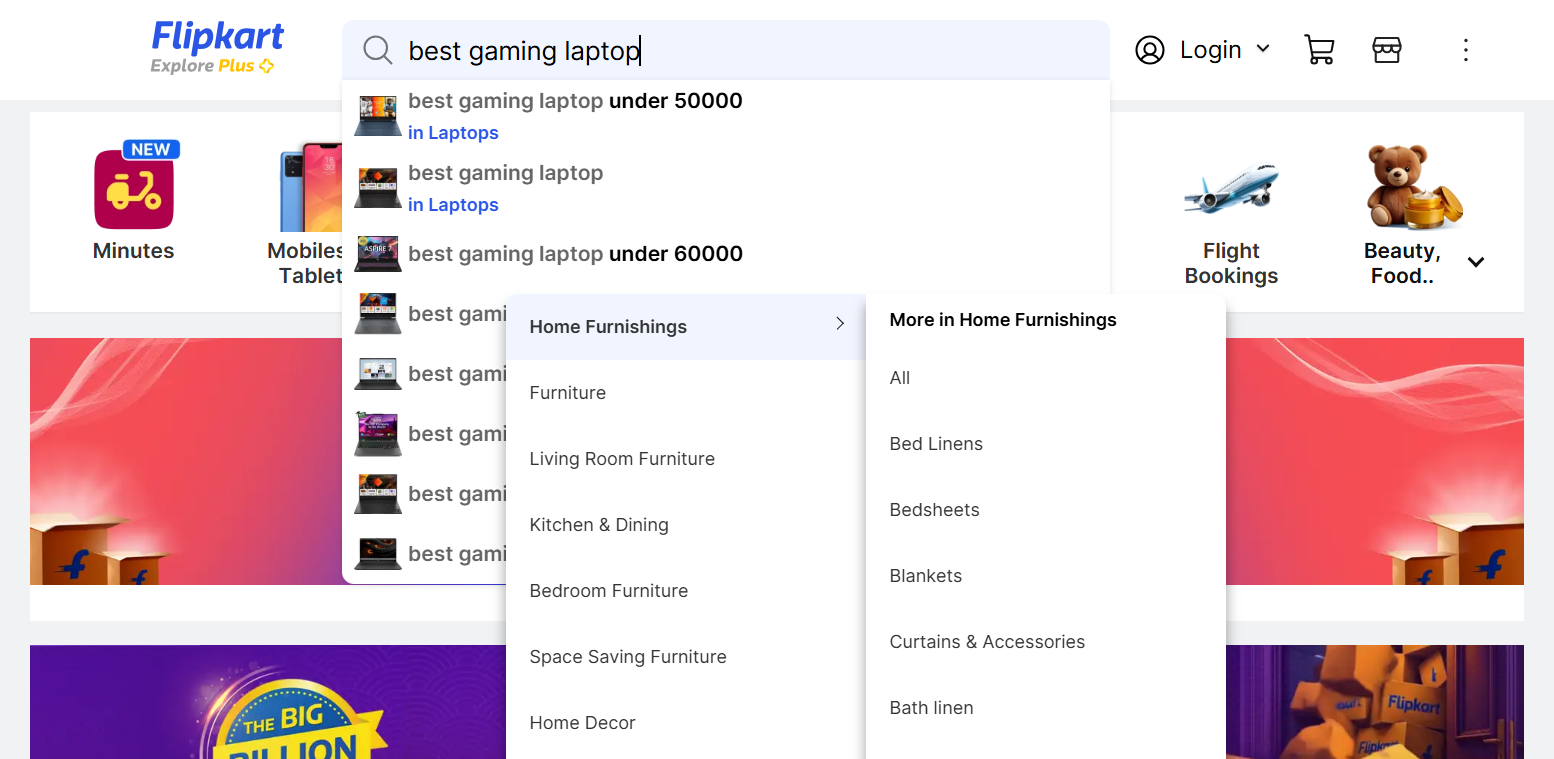 Flipkart
Explore Plus
best gaming laptop
Login
best gaming laptop under 50000
in Laptops
best gaming laptop
in Laptops
best gaming laptop under 60000
best gami
best gami
best gami
best gami
best gami
NEW
Minutes
Mobiles
Tablet
Flight
Bookings
Beauty,
Food..
Home Furnishings
Furniture
Living Room Furniture
Kitchen & Dining
Bedroom Furniture
Space Saving Furniture
Home Decor
More in Home Furnishings
All
Bed Linens
Bedsheets
Blankets
Curtains & Accessories
Bath linen
THE BIG
BILLION
Flipkart
Flipkart